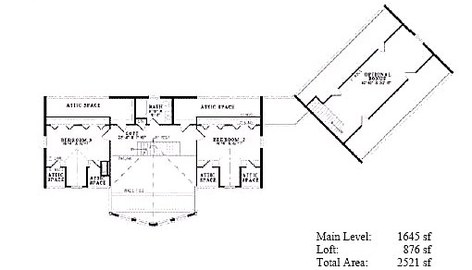 OPTIONAL
BONUS
ATTIC SPACE
BATH
ATTIC SPACE
LOFT
BEDROOM 3
BEDROOM 2
ATTIC
SPACE
ATTIC
SPACE
ATTIC
SPACE
ATTIC
SPACE
Main Level: 1645 sf
Loft: 876 sf
Total Area: 2521 sf